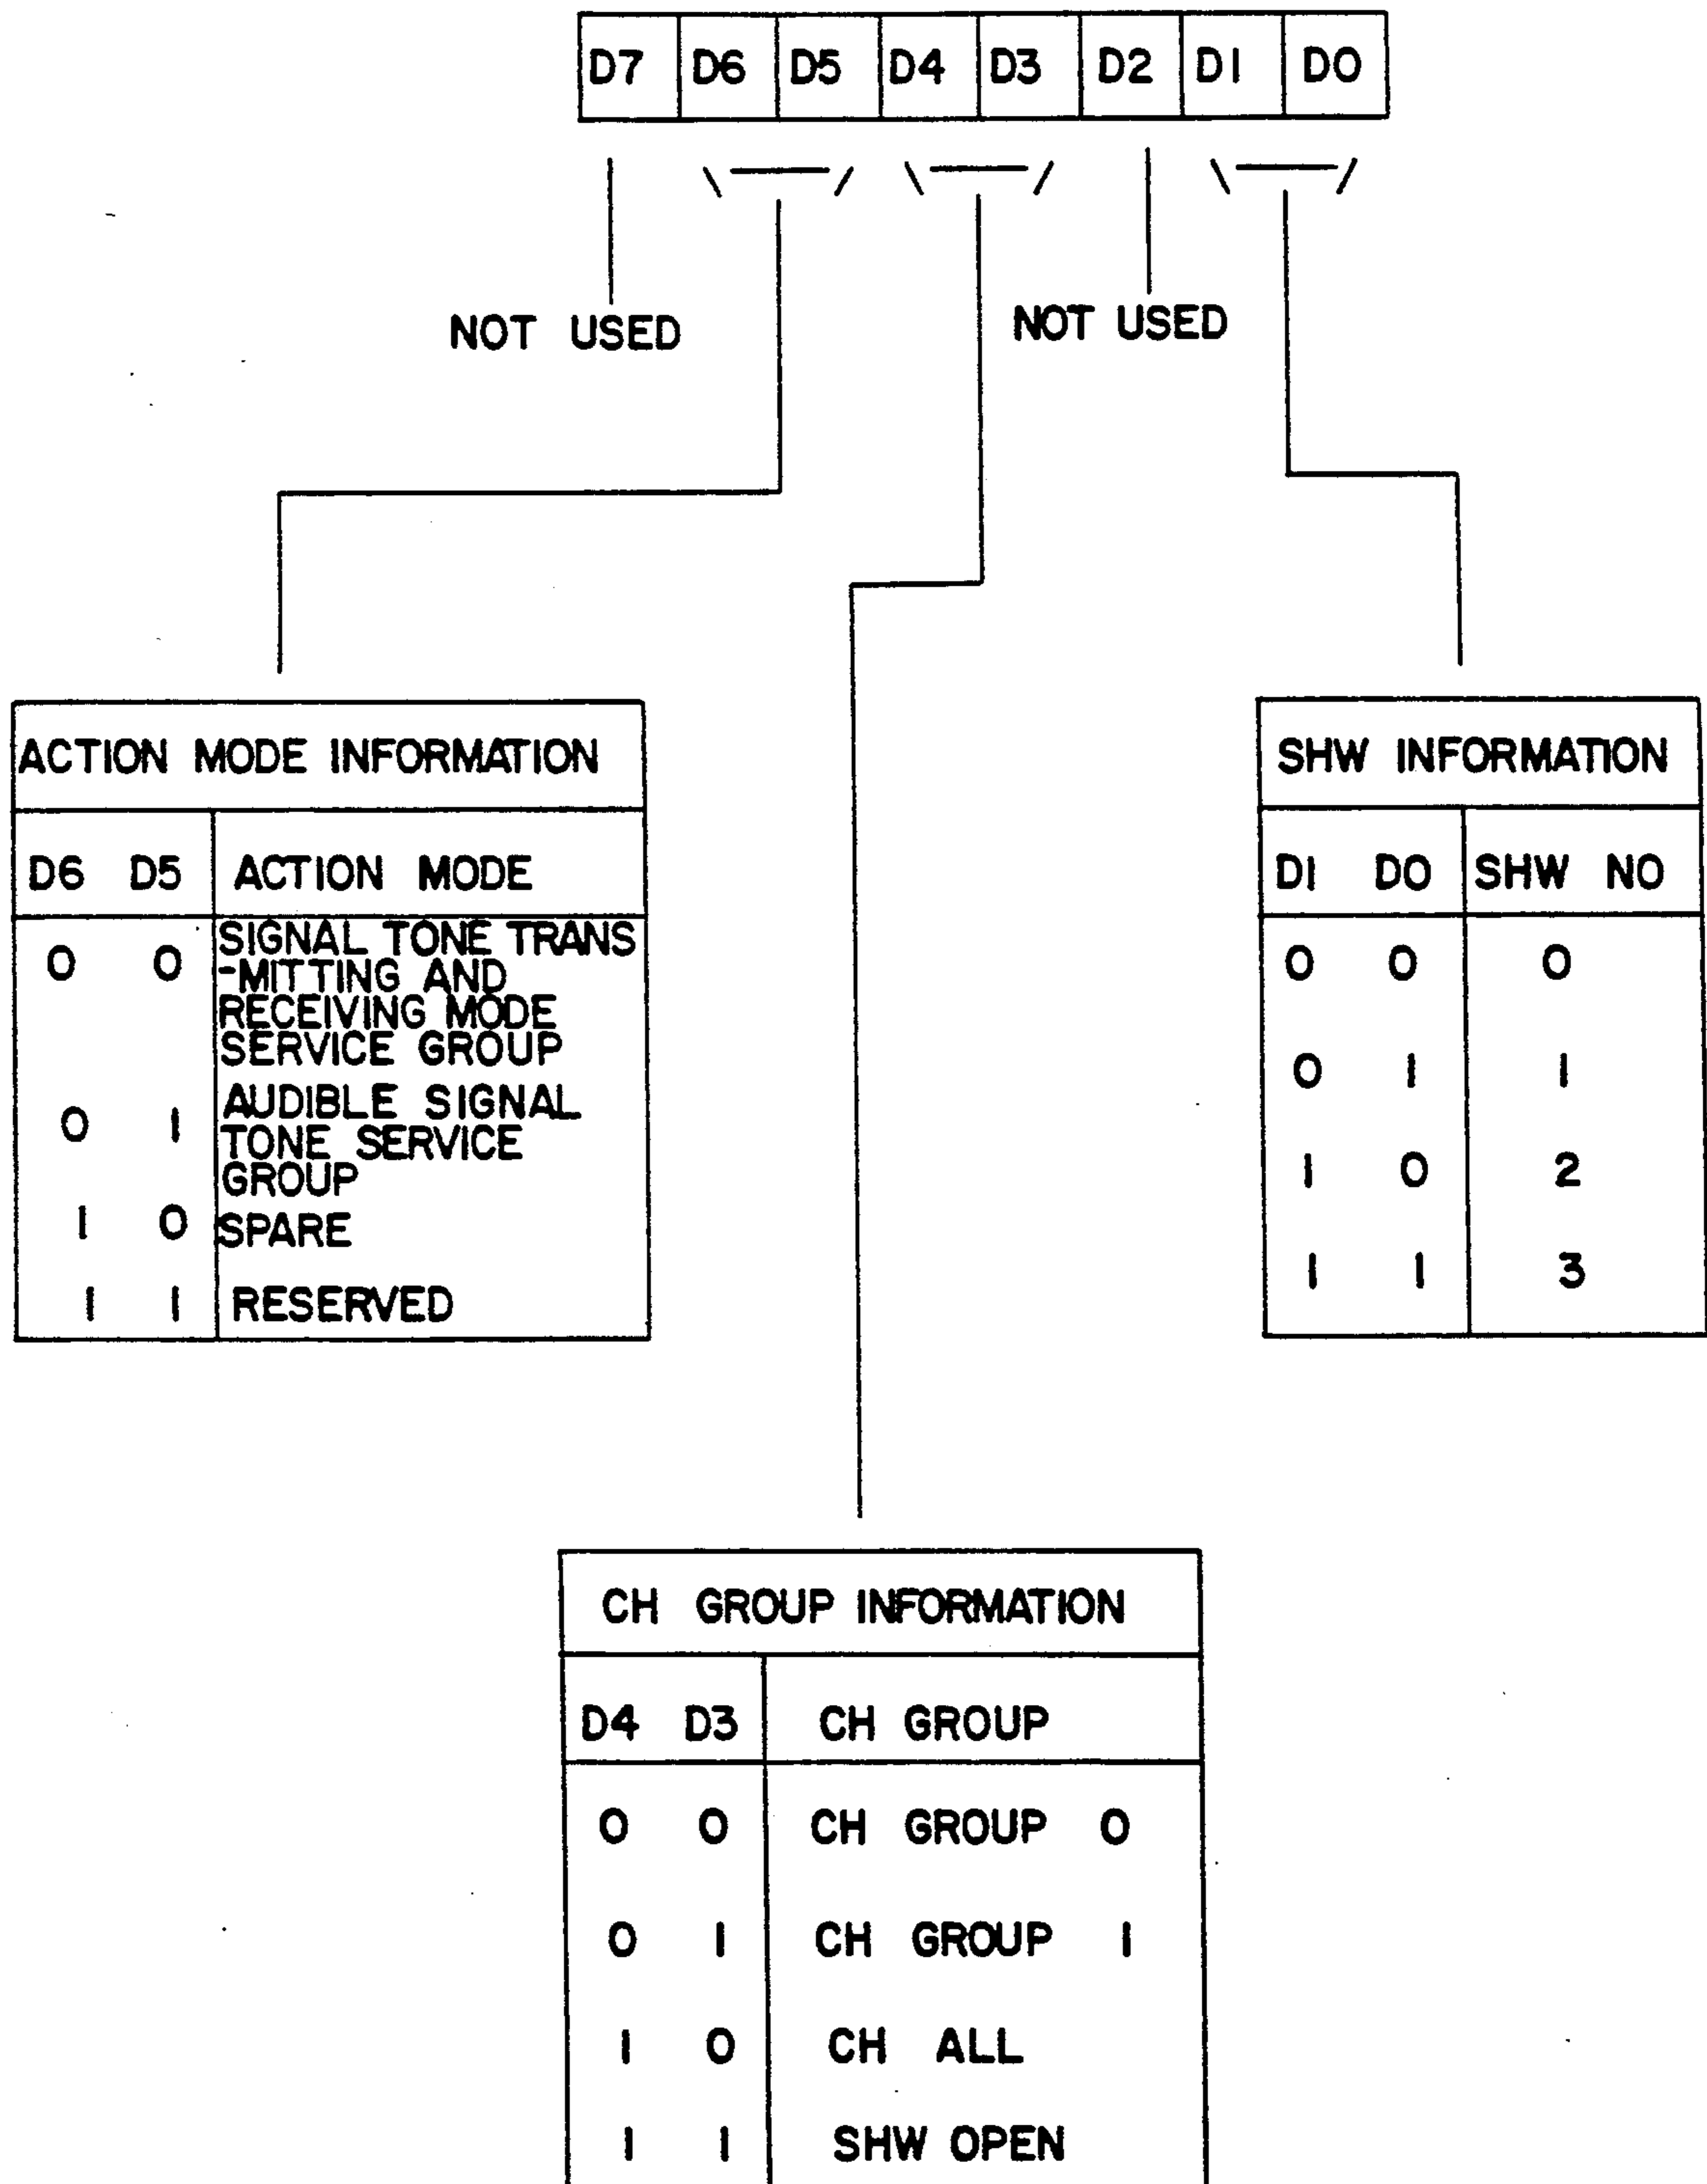 D7 D6 D5 D4 D3 D2 D1 D0
NOT USED
NOT USED
ACTION MODE INFORMATION
D6 D5 ACTION MODE
0 0 SIGNAL TONE TRANS
-MITTING AND
RECEIVING MODE
SERVICE GROUP
0 1 AUDIBLE SIGNAL
TONE SERVICE
GROUP
1 0 SPARE
1 1 RESERVED
SHW INFORMATION
D1 D0 SHW NO
0 0 0
0 1 1
1 0 2
1 1 3
CH GROUP INFORMATION
D4 D3 CH GROUP
0 0 CH GROUP 0
0 1 CH GROUP 1
1 0 CH ALL
1 1 SHW OPEN